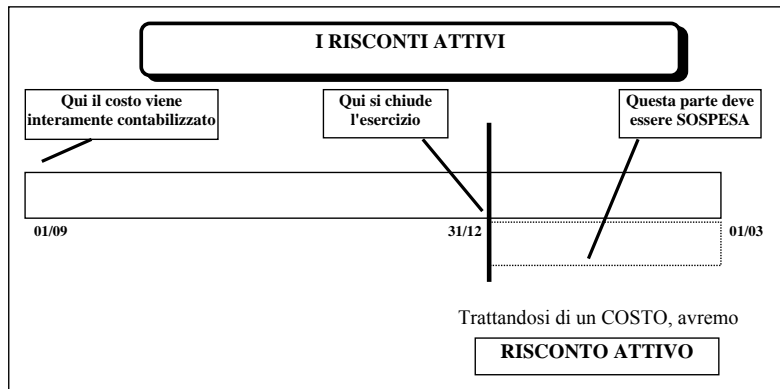 I RISCONTI ATTIVI
Qui il costo viene
interamente contabilizzato
Qui si chiude
l'esercizio
Questa parte deve
essere SOSPESA
01/09
31/12
01/03
Trattandosi di un COSTO, avremo
RISCONTO ATTIVO